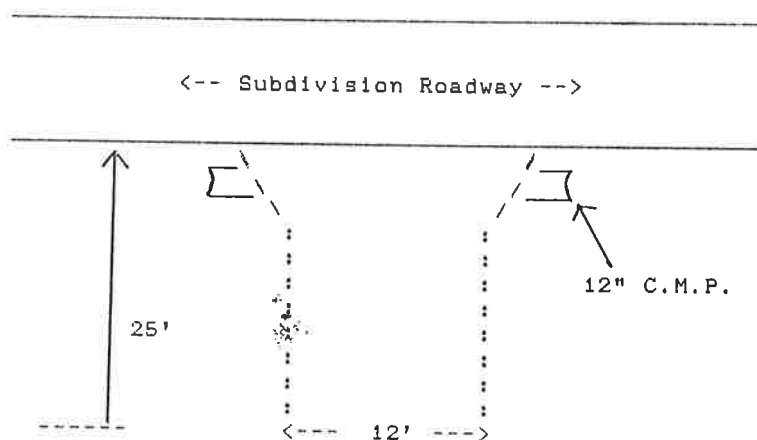 <-- Subdivision Roadway -->
12" C.M.P.
25'
<--- 12' --->